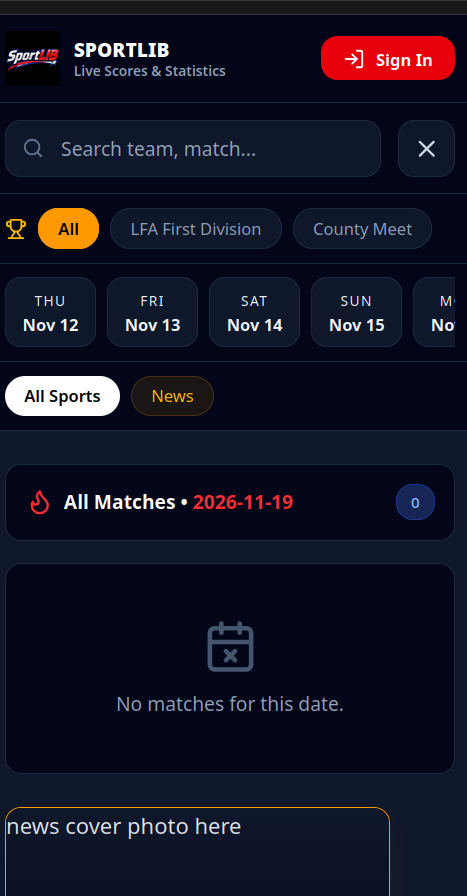 SportLIB
SPORTLIB
Live Scores & Statistics
Sign In
Search team, match...
All
LFA First Division
County Meet
THU
Nov 12
FRI
Nov 13
SAT
Nov 14
SUN
Nov 15
All Sports
News
All Matches • 2026-11-19
0
No matches for this date.
news cover photo here